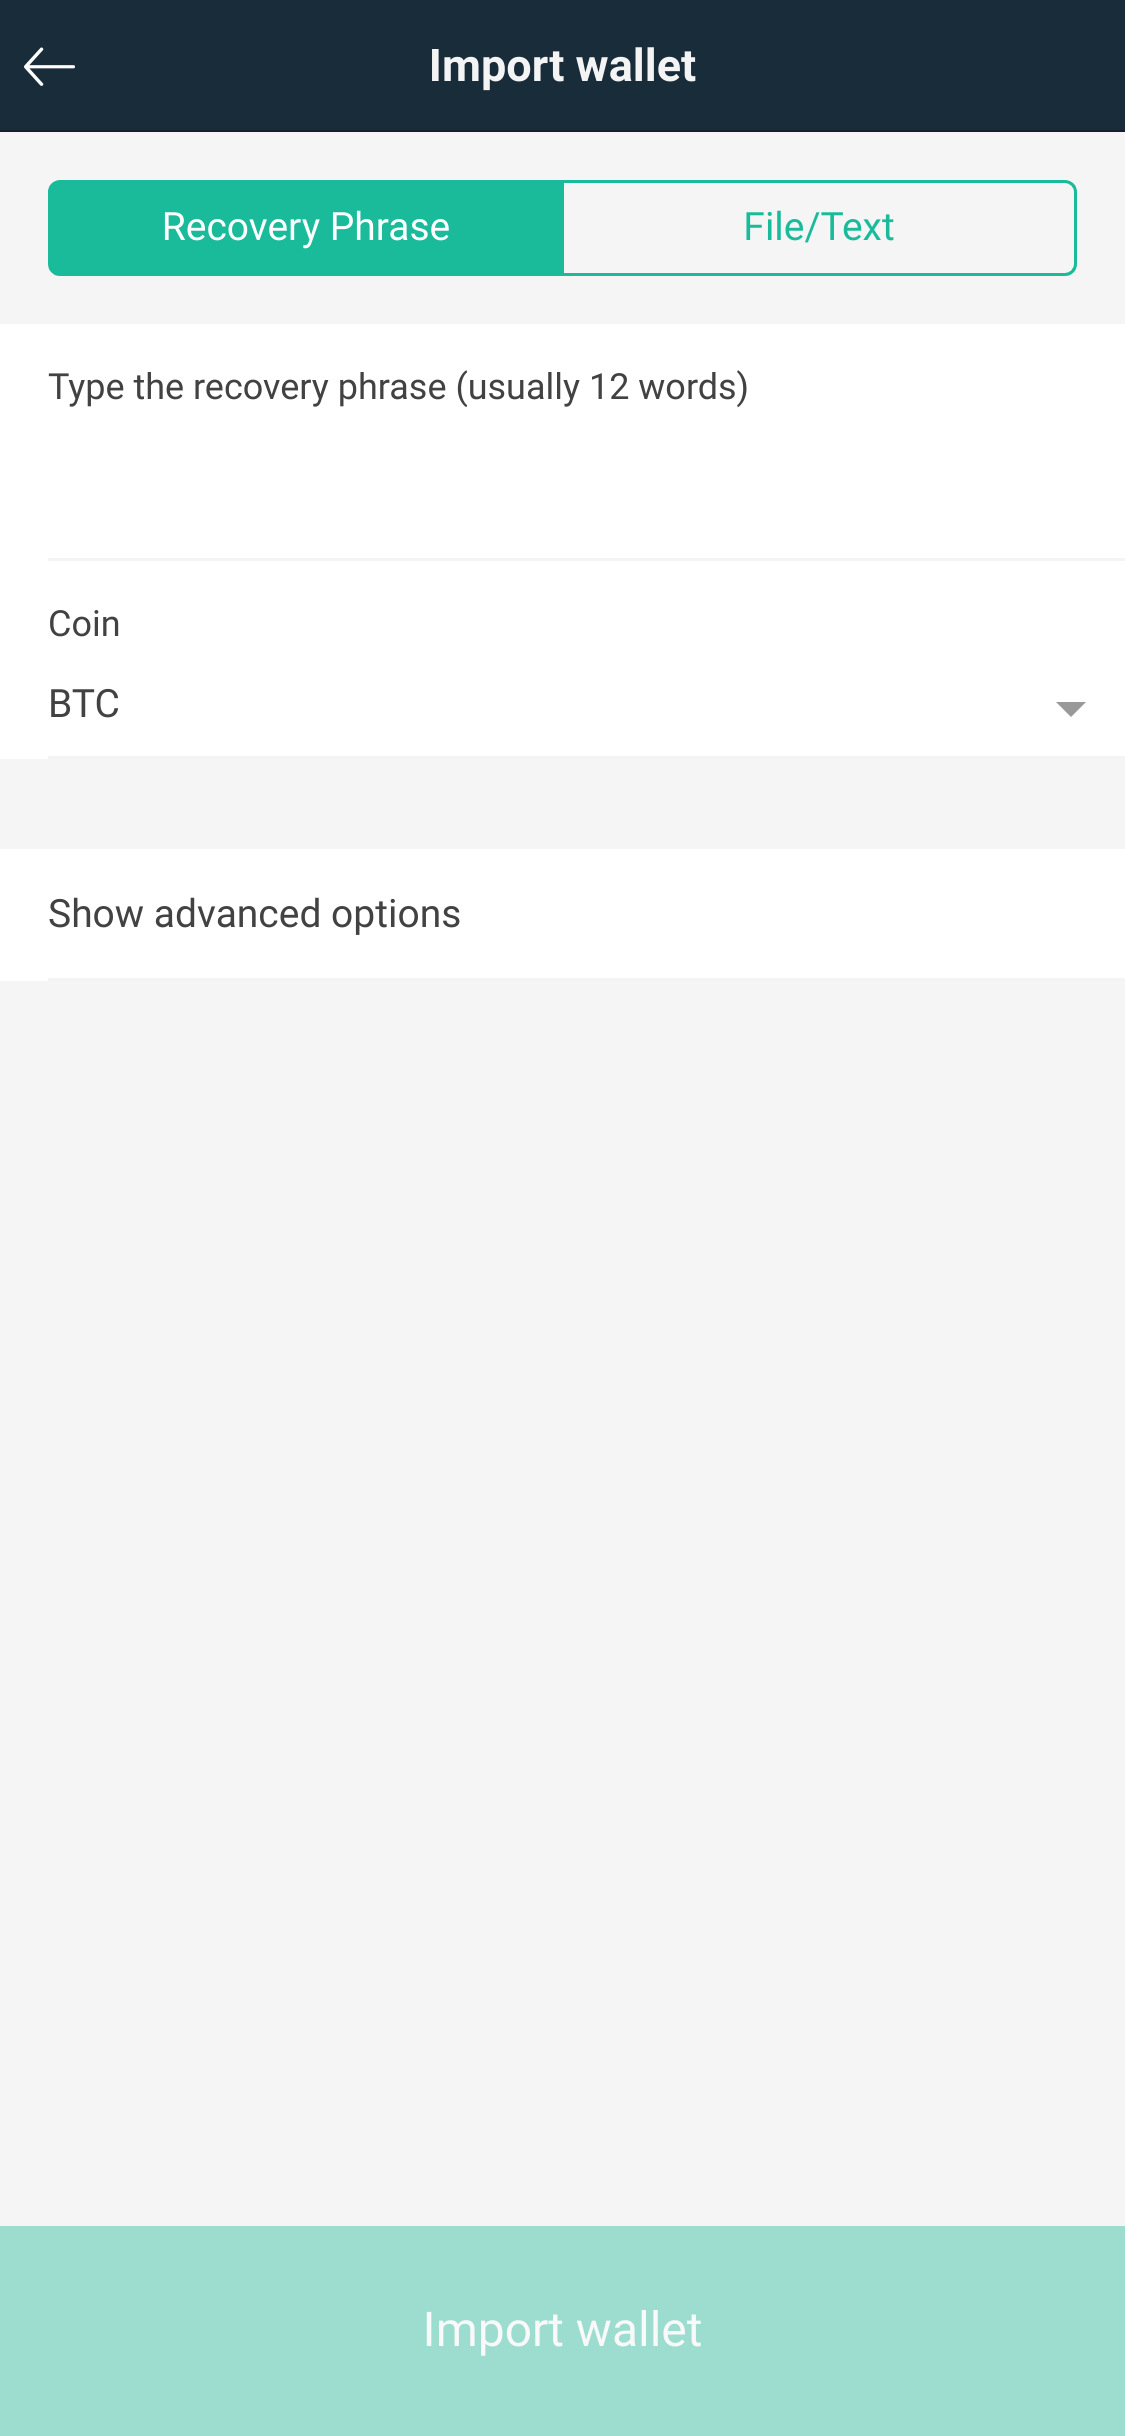 Import wallet
Recovery Phrase
File/Text
Type the recovery phrase (usually 12 words)
Coin
BTC
Show advanced options
Import wallet